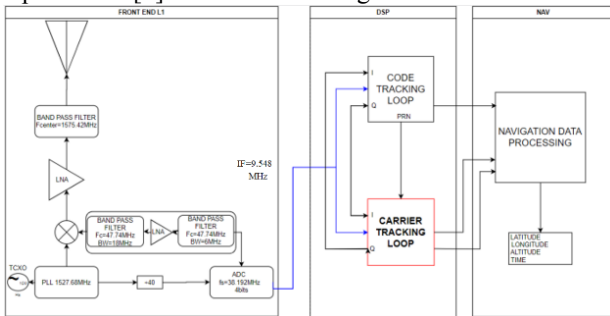 FRONT END L1
DSP
NAV
BAND PASS FILTER
Fcenter=1575.42MHz
LNA
IF=9.548
MHz
BAND PASS
FILTER
Fc=47.74MHz
BW=18MHz
LNA
BAND PASS
FILTER
Fc=47.74MHz
BW=6MHz
TCXO
PLL 1527.68MHz
÷40
ADC
fs=38.192MHz
4bits
I
Q
CODE
TRACKING
LOOP
PRN
I
Q
CARRIER
TRACKING
LOOP
NAVIGATION DATA
PROCESSING
LATITUDE
LONGITUDE
ALTITUDE
TIME